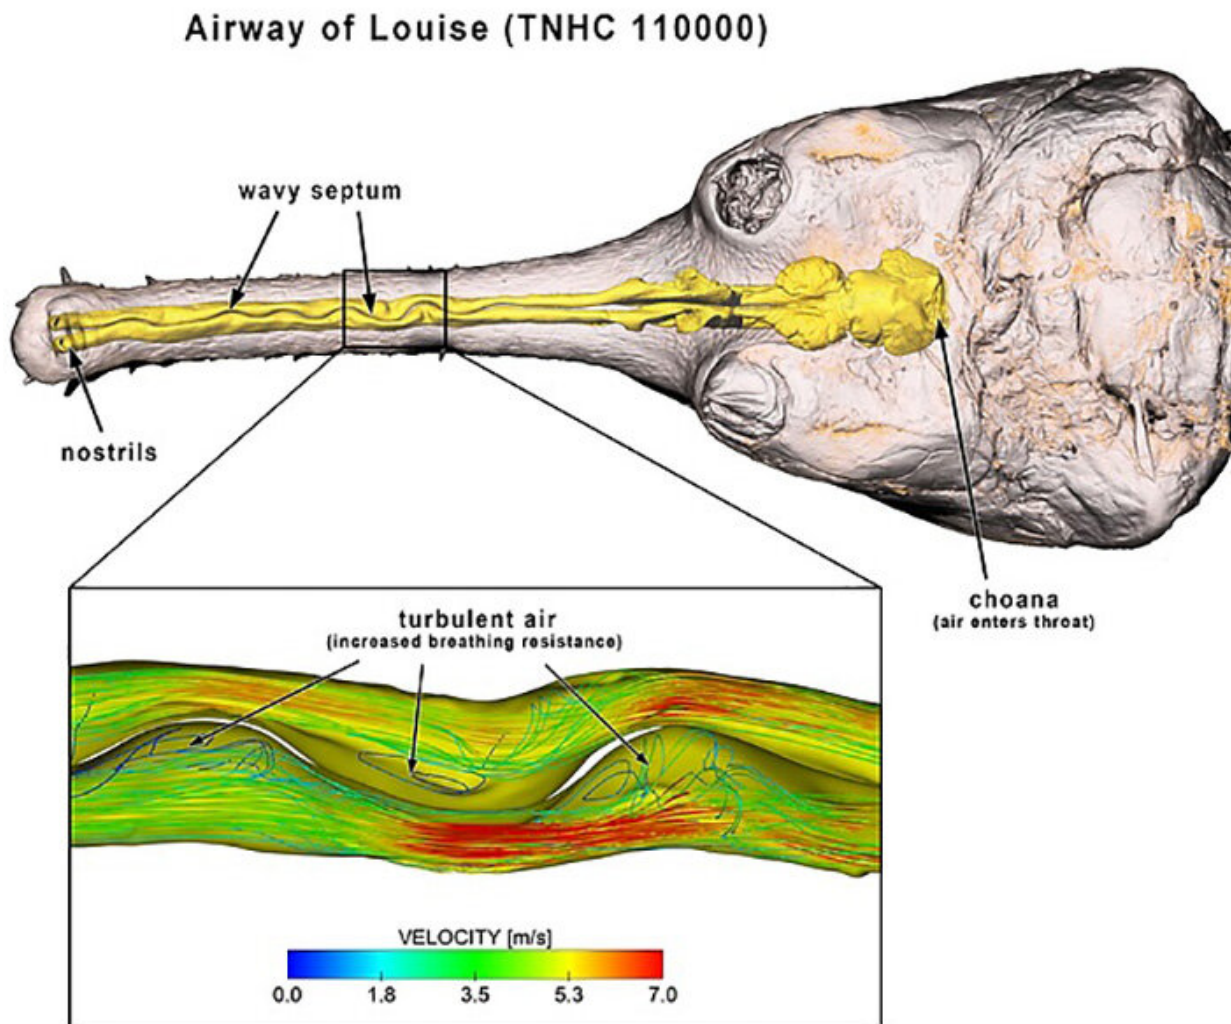 Airway of Louise (TNHC 110000)
wavy septum
nostrils
choana
(air enters throat)
turbulent air
(increased breathing resistance)
VELOCITY [m/s]
0.0 1.8 3.5 5.3 7.0